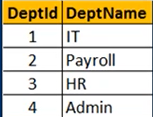 DeptId DeptName
1 IT
2 Payroll
3 HR
4 Admin